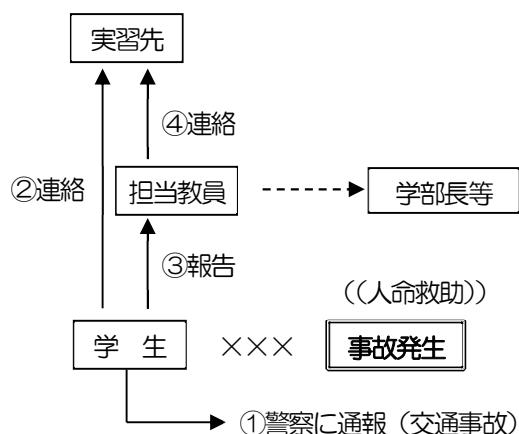 実習先
④連絡
②連絡
担当教員
学部長等
③報告
((人命救助))
学 生
×××
事故発生
①警察に通報（交通事故）